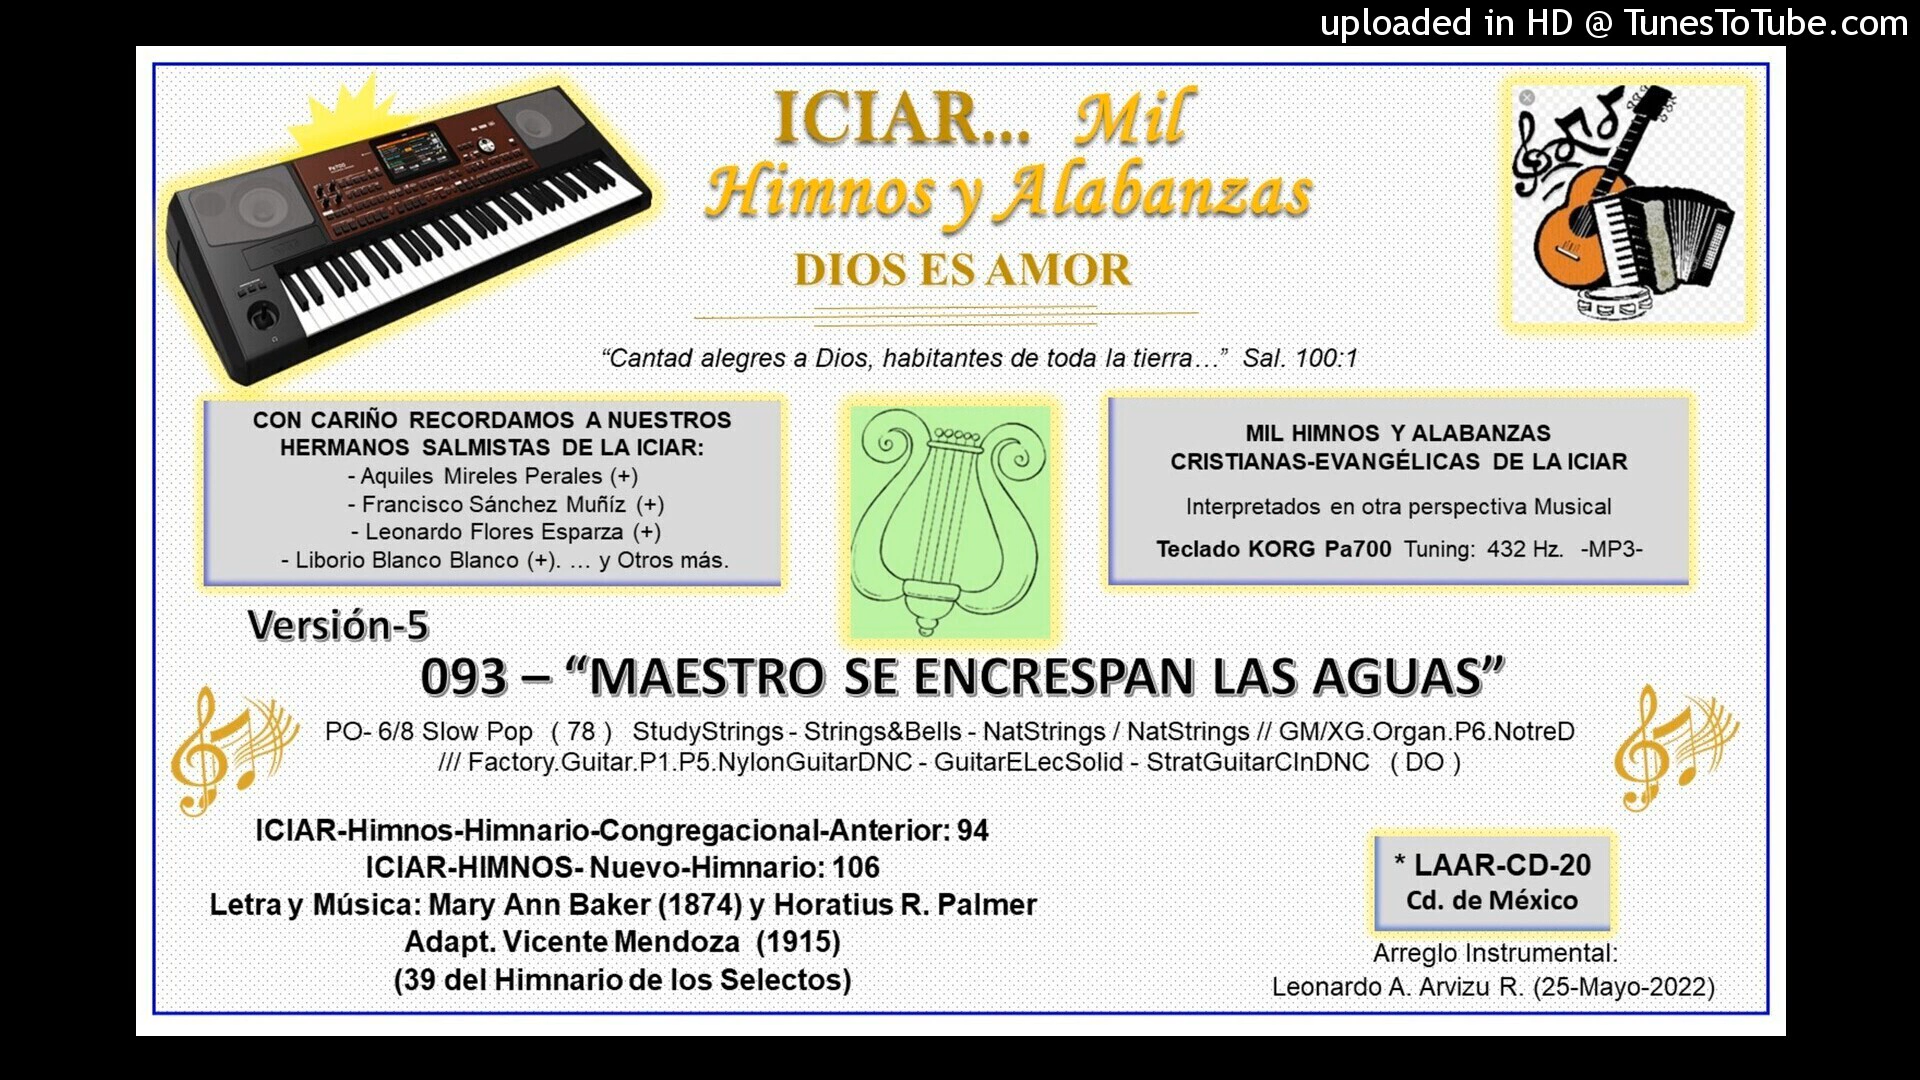 uploaded in HD @ TunesToTube.com
ICIAR... Mil
Himnos y Alabanzas
DIOS ES AMOR
“Cantad alegres a Dios, habitantes de toda la tierra…” Sal. 100:1
CON CARIÑO RECORDAMOS A NUESTROS
HERMANOS SALMISTAS DE LA ICIAR:
- Aquiles Mireles Perales (+)
- Francisco Sánchez Muñíz (+)
- Leonardo Flores Esparza (+)
- Liborio Blanco Blanco (+). … y Otros más.
MIL HIMNOS Y ALABANZAS
CRISTIANAS-EVANGÉLICAS DE LA ICIAR
Interpretados en otra perspectiva Musical
Teclado KORG Pa700 Tuning: 432 Hz. -MP3-
Versión-5
093 – “MAESTRO SE ENCRESPAN LAS AGUAS”
PO- 6/8 Slow Pop ( 78 ) StudyStrings - Strings&Bells - NatStrings / NatStrings // GM/XG.Organ.P6.NotreD
/// Factory.Guitar.P1.P5.NylonGuitarDNC - GuitarELecSolid - StratGuitarClnDNC ( DO )
ICIAR-Himnos-Himnario-Congregacional-Anterior: 94
ICIAR-HIMNOS- Nuevo-Himnario: 106
Letra y Música: Mary Ann Baker (1874) y Horatius R. Palmer
Adapt. Vicente Mendoza (1915)
(39 del Himnario de los Selectos)
* LAAR-CD-20
Cd. de México
Arreglo Instrumental:
Leonardo A. Arvizu R. (25-Mayo-2022)